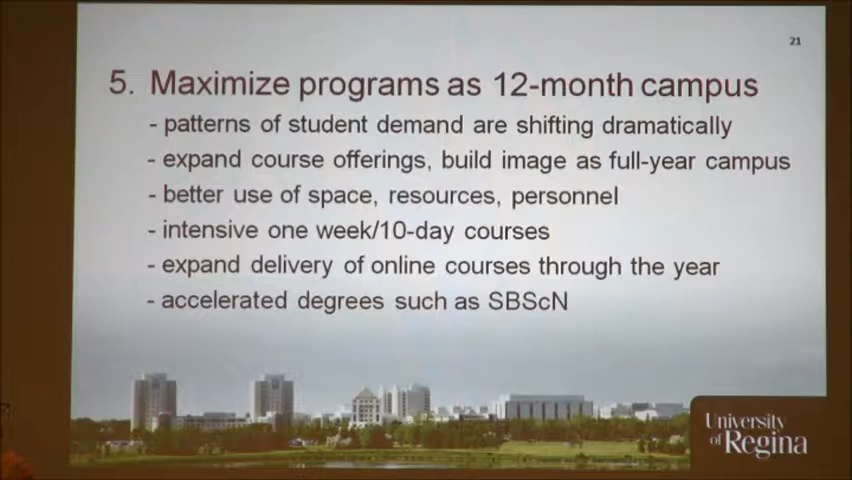 21
5. Maximize programs as 12-month campus
- patterns of student demand are shifting dramatically
- expand course offerings, build image as full-year campus
- better use of space, resources, personnel
- intensive one week/10-day courses
- expand delivery of online courses through the year
- accelerated degrees such as SBScN
University
of Regina